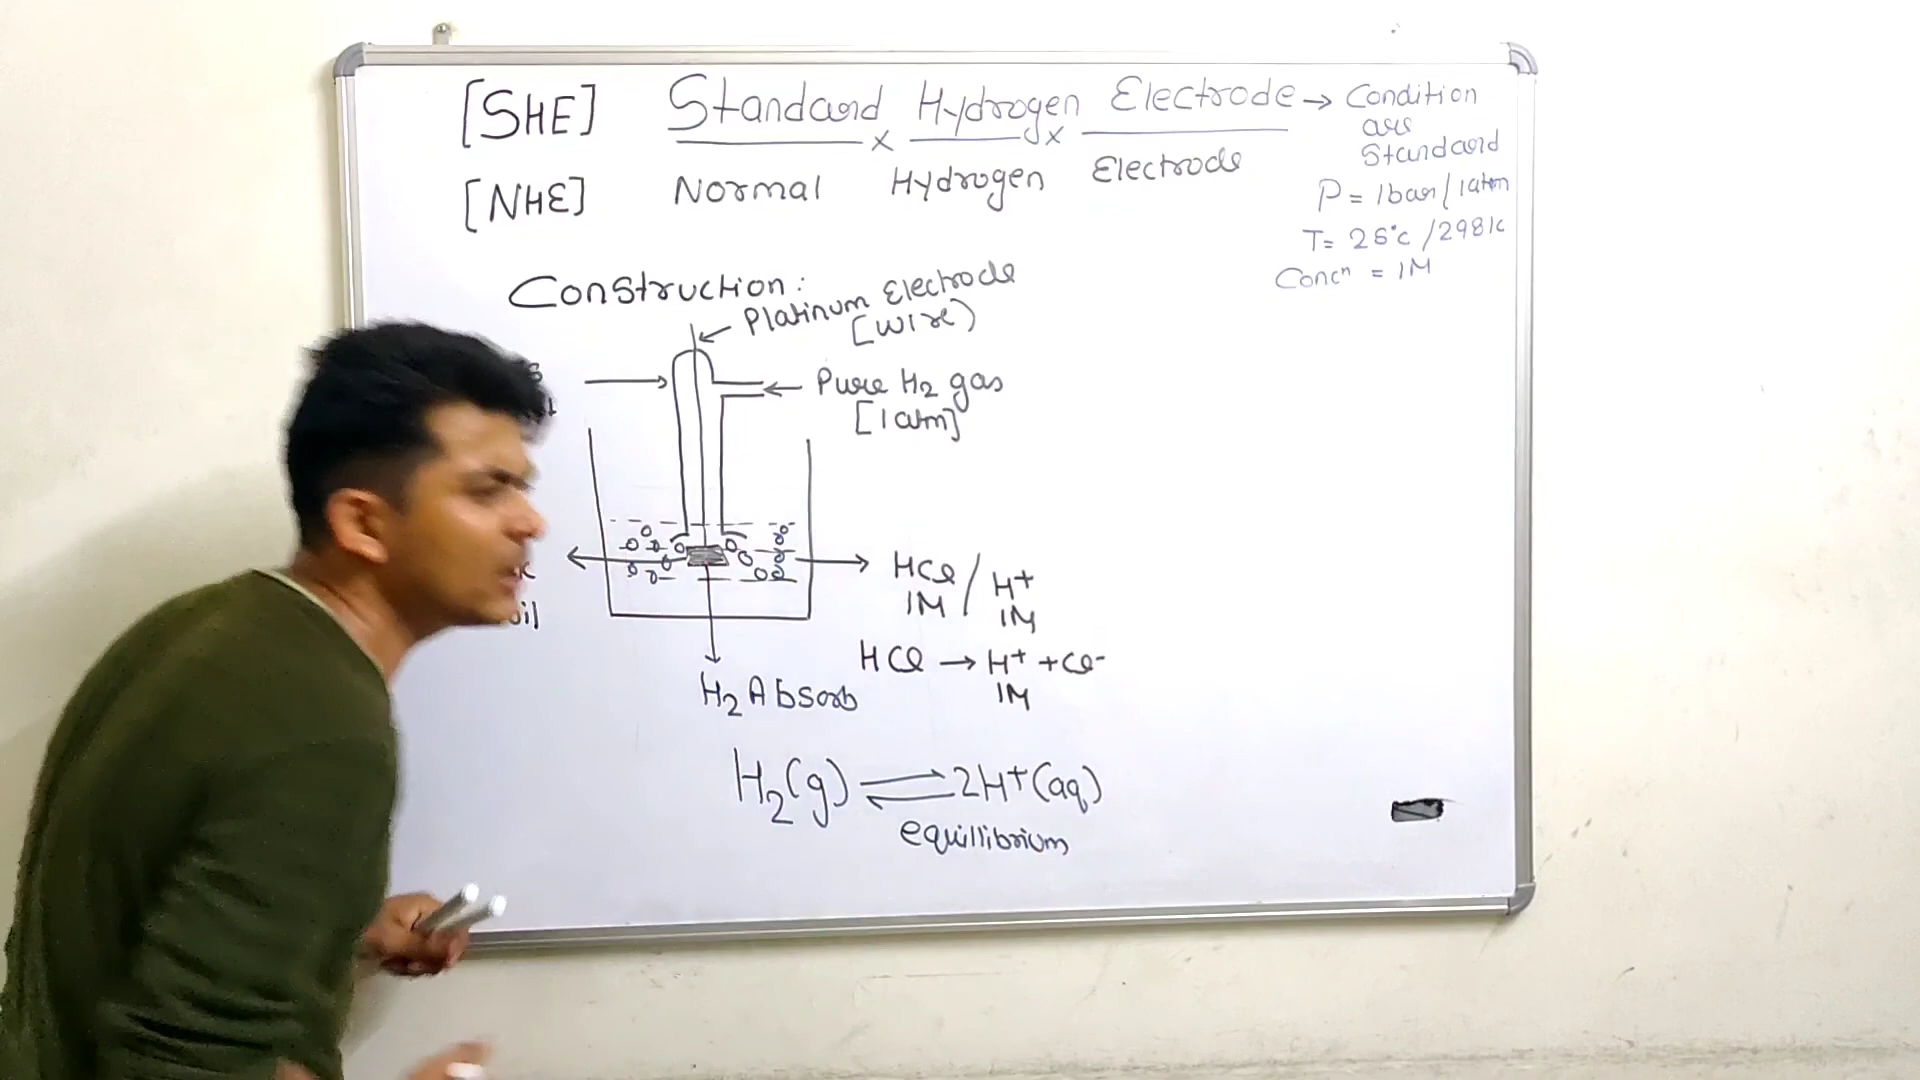 [SHE] Standard Hydrogen Electrode → Condition
are
Standard
[NHE] Normal Hydrogen Electrode
P = 1bar/1atm
T= 25°c /298k
Concⁿ = 1M
Construction:
Platinum Electrode
[wire)
Pure H2 gas
[1atm]
HCl / H+
1M 1M
HCl → H+ + Cl-
1M
H2 Absorb
H2(g) ⇌ 2H+(aq)
equillibrium